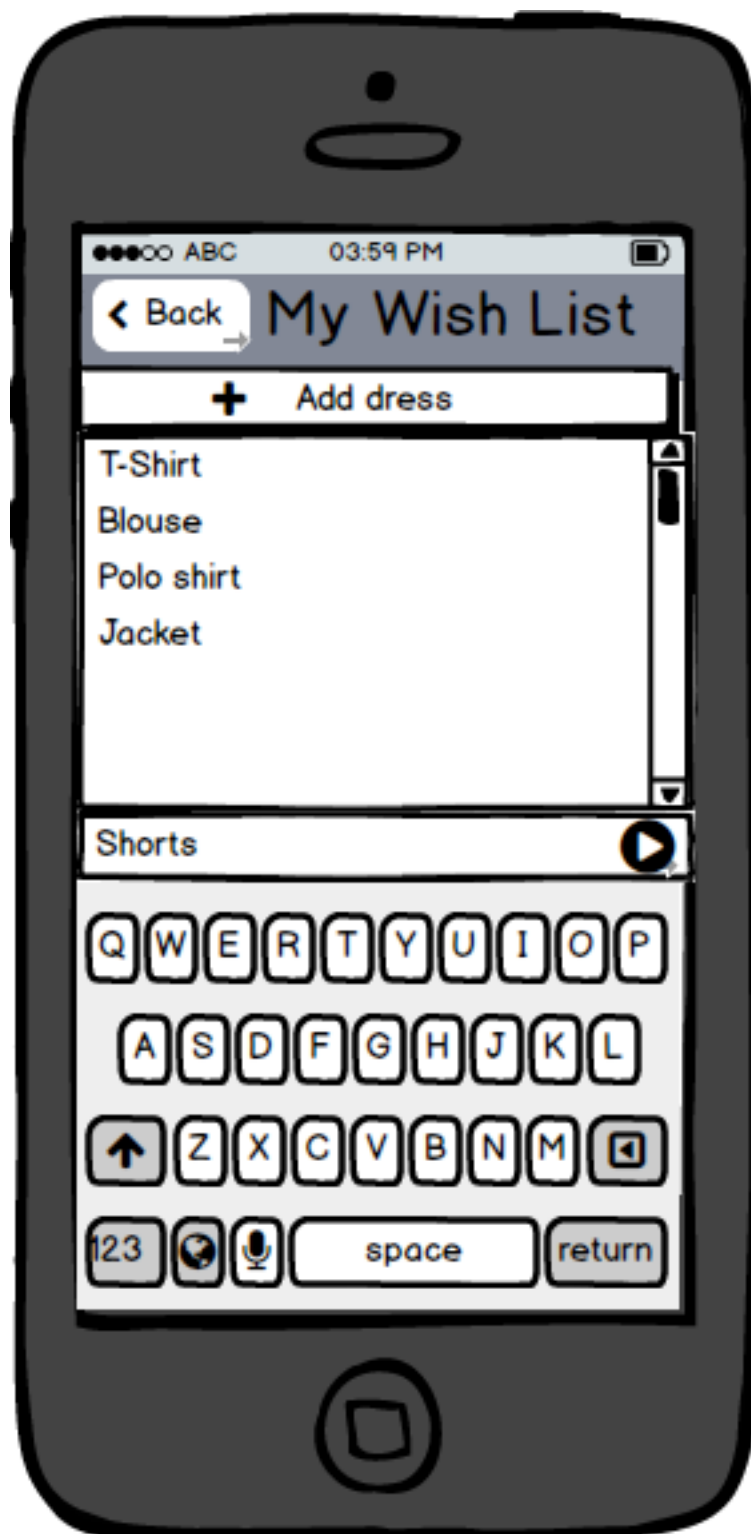 ABC 03:59 PM
Back My Wish List
Add dress
T-Shirt
Blouse
Polo shirt
Jacket
Shorts
Q W E R T Y U I O P
A S D F G H J K L
Z X C V B N M
123 space return